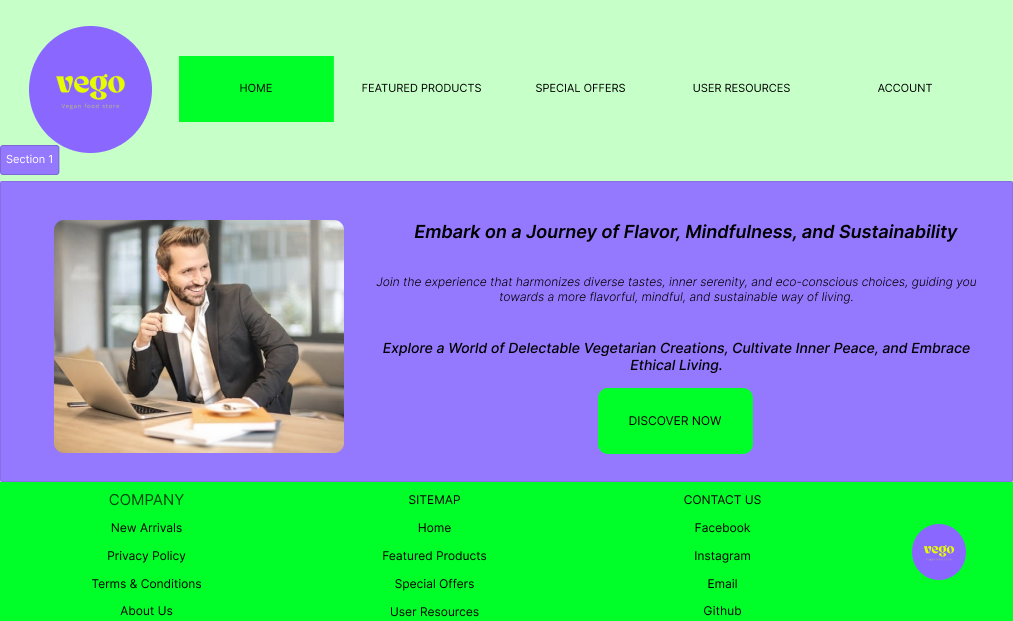 vego
Vegan food store
HOME
FEATURED PRODUCTS
SPECIAL OFFERS
USER RESOURCES
ACCOUNT
Section 1
Embark on a Journey of Flavor, Mindfulness, and Sustainability
Join the experience that harmonizes diverse tastes, inner serenity, and eco-conscious choices, guiding you
towards a more flavorful, mindful, and sustainable way of living.
Explore a World of Delectable Vegetarian Creations, Cultivate Inner Peace, and Embrace
Ethical Living.
DISCOVER NOW
COMPANY
New Arrivals
Privacy Policy
Terms & Conditions
About Us
SITEMAP
Home
Featured Products
Special Offers
User Resources
CONTACT US
Facebook
Instagram
Email
Github
vego